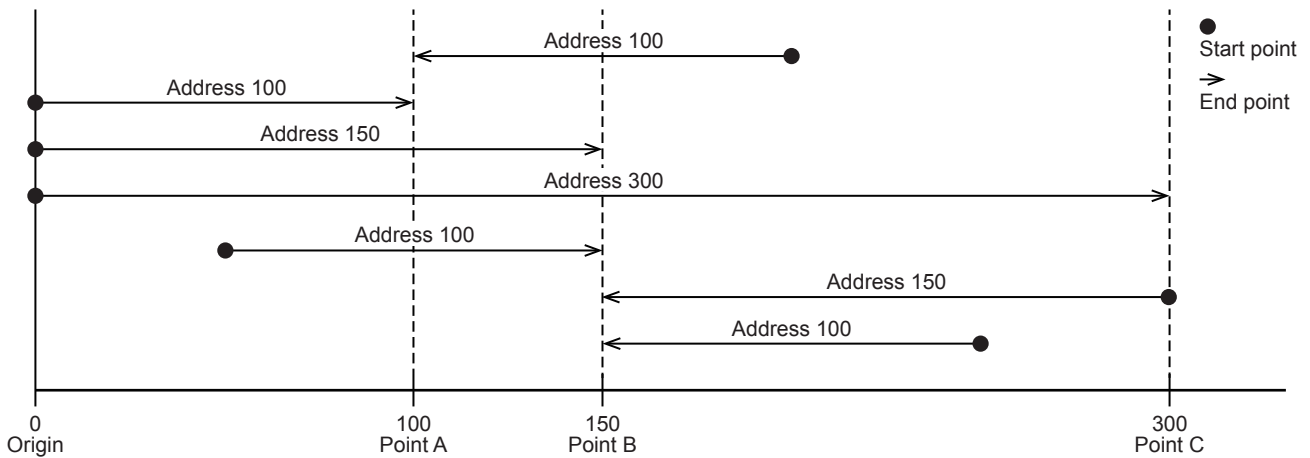 Address 100
Start point
Address 100
End point
Address 150
Address 300
Address 100
Address 150
Address 100
0 100 150 300
Origin Point A Point B Point C